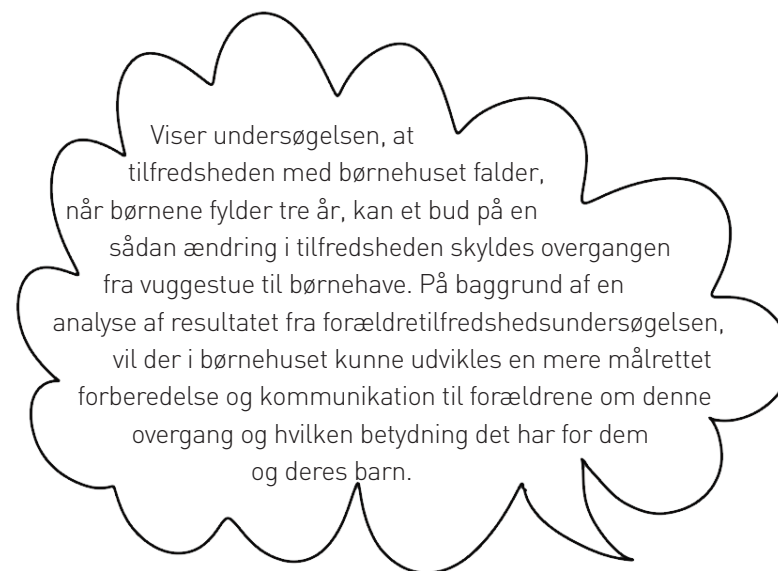 Viser undersøgelsen, at
tilfredsheden med børnehuset falder,
når børnene fylder tre år, kan et bud på en
sådan ændring i tilfredsheden skyldes overgangen
fra vuggestue til børnehave. På baggrund af en
analyse af resultatet fra forældretilfredshedsundersøgelsen,
vil der i børnehuset kunne udvikles en mere målrettet
forberedelse og kommunikation til forældrene om denne
overgang og hvilken betydning det har for dem
og deres barn.